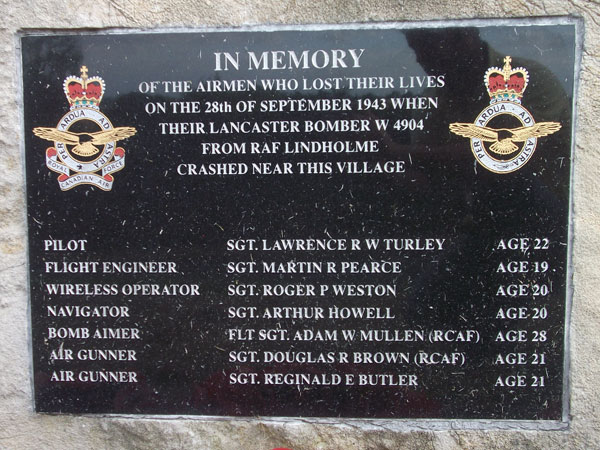 IN MEMORY
OF THE AIRMEN WHO LOST THEIR LIVES
ON THE 28th OF SEPTEMBER 1943 WHEN
THEIR LANCASTER BOMBER W 4904
FROM RAF LINDHOLME
CRASHED NEAR THIS VILLAGE
PER ARDUA AD ASTRA
ROYAL CANADIAN AIR FORCE
PER ARDUA AD ASTRA
PILOT SGT. LAWRENCE R W TURLEY AGE 22
FLIGHT ENGINEER SGT. MARTIN R PEARCE AGE 19
WIRELESS OPERATOR SGT. ROGER P WESTON AGE 20
NAVIGATOR SGT. ARTHUR HOWELL AGE 20
BOMB AIMER FLT SGT. ADAM W MULLEN (RCAF) AGE 28
AIR GUNNER SGT. DOUGLAS R BROWN (RCAF) AGE 21
AIR GUNNER SGT. REGINALD E BUTLER AGE 21